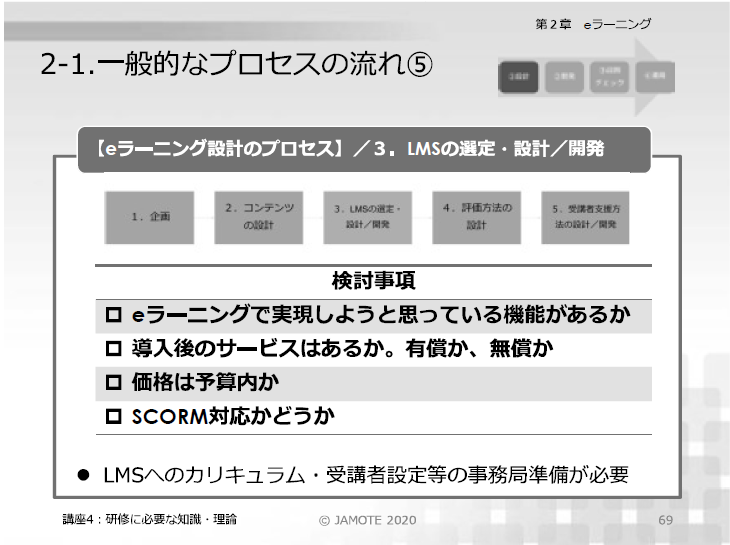 第2章 eラーニング
2-1.一般的なプロセスの流れ⑤
①設計
②開発
④運用
【eラーニング設計のプロセス】／３．LMSの選定・設計／開発
１．企画
２．コンテンツ
の設計
３．LMSの選定・
設計／開発
４．評価方法の
設計
５．受講者支援方
法の設計／開発
検討事項
□ eラーニングで実現しようと思っている機能があるか
□ 導入後のサービスはあるか。有償か、無償か
□ 価格は予算内か
□ SCORM対応かどうか
● LMSへのカリキュラム・受講者設定等の事務局準備が必要
講座4：研修に必要な知識・理論
© JAMOTE 2020
69